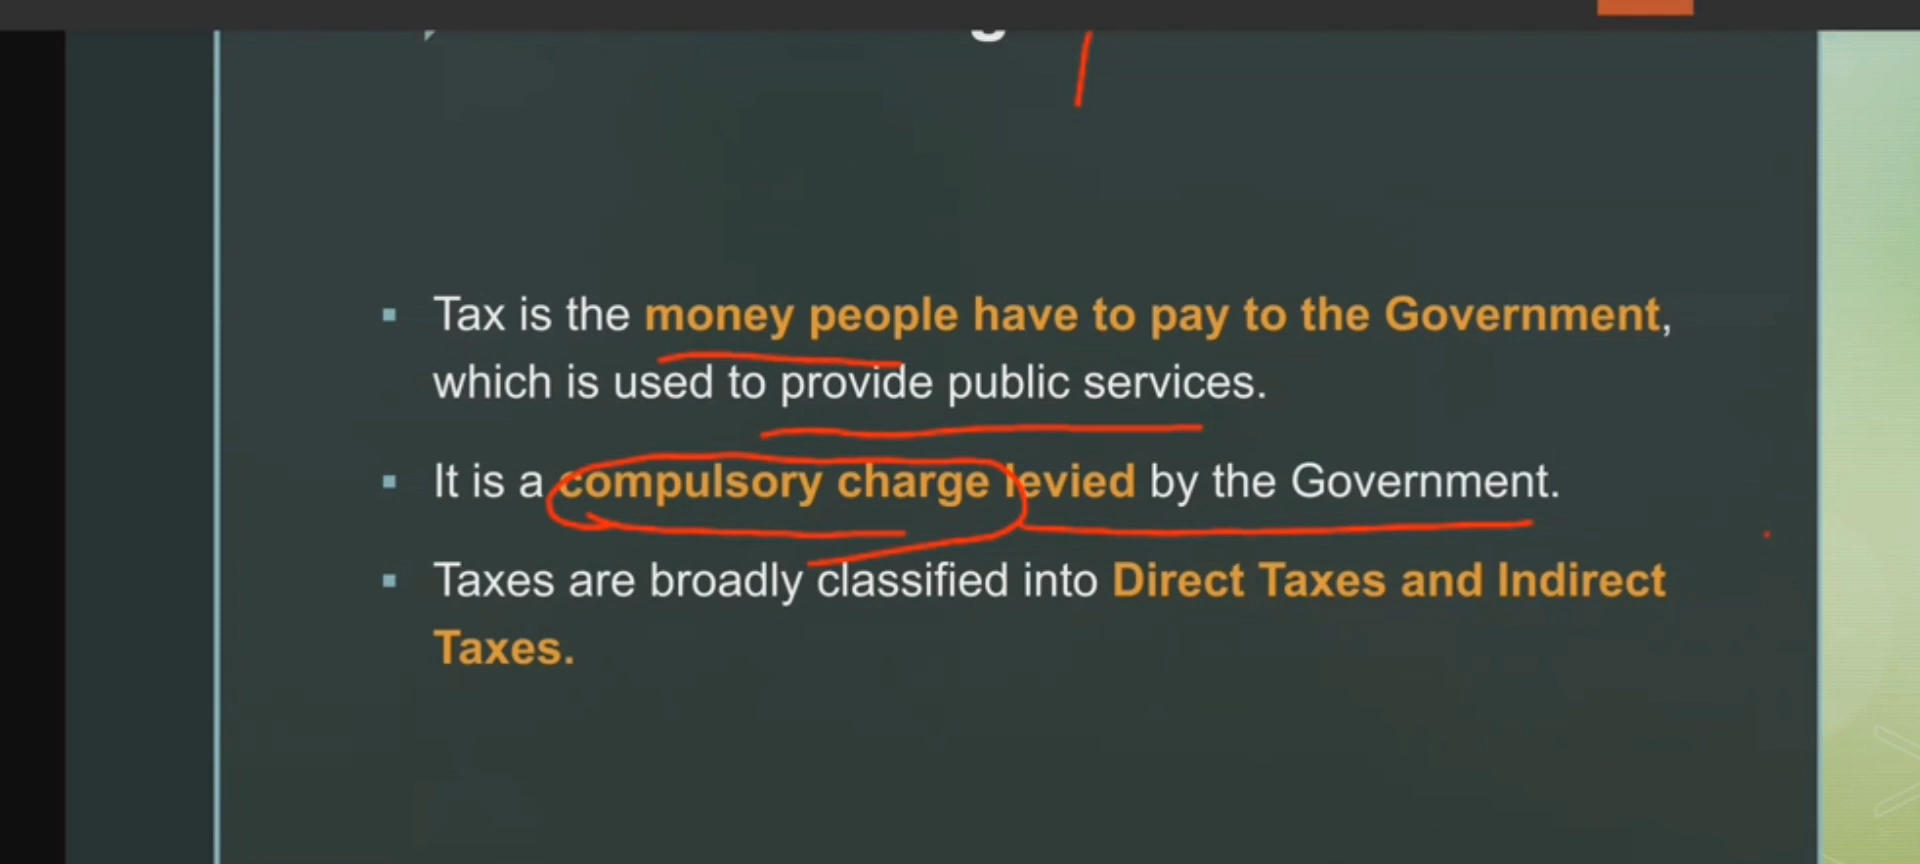 Tax is the money people have to pay to the Government,
which is used to provide public services.
It is a compulsory charge levied by the Government.
Taxes are broadly classified into Direct Taxes and Indirect
Taxes.